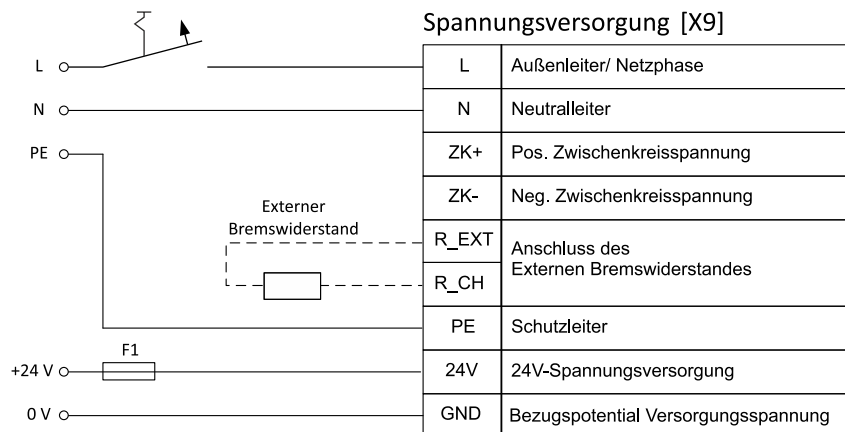 Spannungsversorgung [X9]
L L Außenleiter/ Netzphase
N N Neutralleiter
PE ZK+ Pos. Zwischenkreisspannung
ZK- Neg. Zwischenkreisspannung
Externer
Bremswiderstand
R_EXT
Anschluss des
Externen Bremswiderstandes
R_CH
PE Schutzleiter
F1
+24 V 24V 24V-Spannungsversorgung
0 V GND Bezugspotential Versorgungsspannung